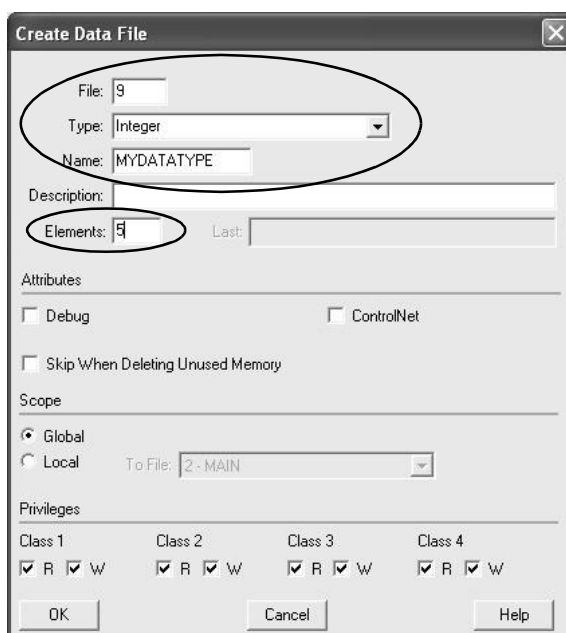 Create Data File
File: 9
Type: Integer
Name: MYDATATYPE
Description:
Elements: 5 Last:
Attributes
Debug ControlNet
Skip When Deleting Unused Memory
Scope
Global
Local To File: 2 - MAIN
Privileges
Class 1 Class 2 Class 3 Class 4
R W R W R W R W
OK Cancel Help